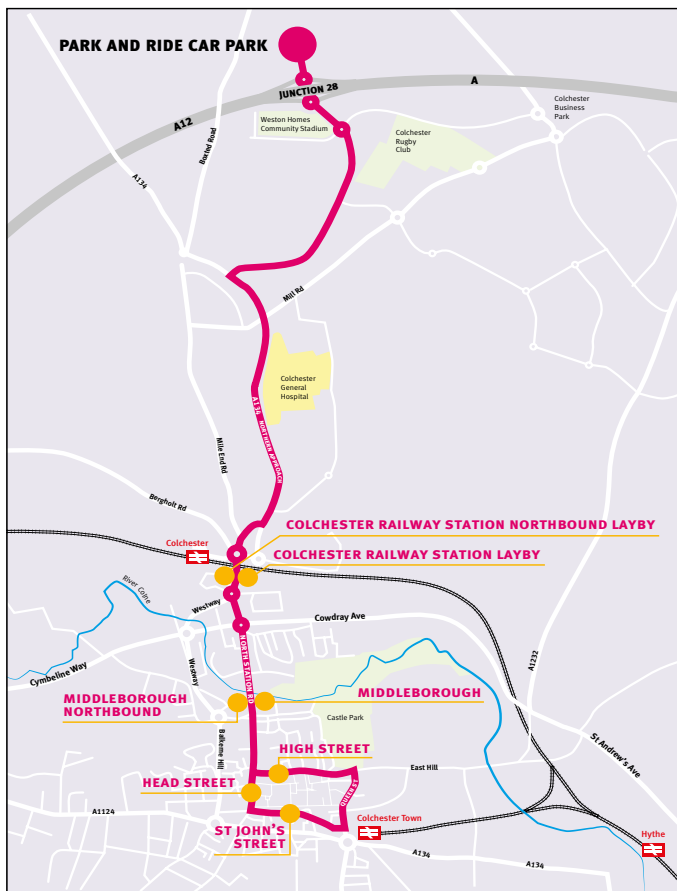 PARK AND RIDE CAR PARK
JUNCTION 28
A
A12
Colchester
Business
Park
Weston Homes
Community Stadium
Colchester
Rugby
Club
Boxted Road
A134
Mill Rd
Colchester
General
Hospital
A134 NORTHERN APPROACH
Mile End Rd
Bergholt Rd
COLCHESTER RAILWAY STATION NORTHBOUND LAYBY
Colchester
COLCHESTER RAILWAY STATION LAYBY
River Colne
Westway
Cowdray Ave
NORTH STATION RD
A1232
Cymbeline Way
Westway
MIDDLEBOROUGH
NORTHBOUND
MIDDLEBOROUGH
Castle Park
Balkerne Hill
St Andrew's Ave
HIGH STREET
East Hill
HEAD STREET
QUEEN ST
A1124
ST JOHN'S
STREET
Colchester Town
Hythe
A134
A134